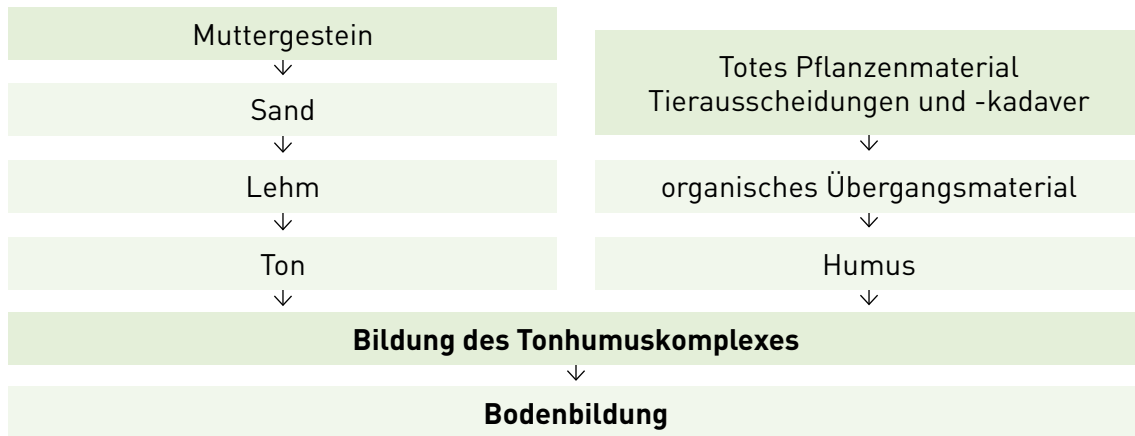 Muttergestein
Sand
Lehm
Ton
Totes Pflanzenmaterial
Tierausscheidungen und -kadaver
organisches Übergangsmaterial
Humus
Bildung des Tonhumuskomplexes
Bodenbildung